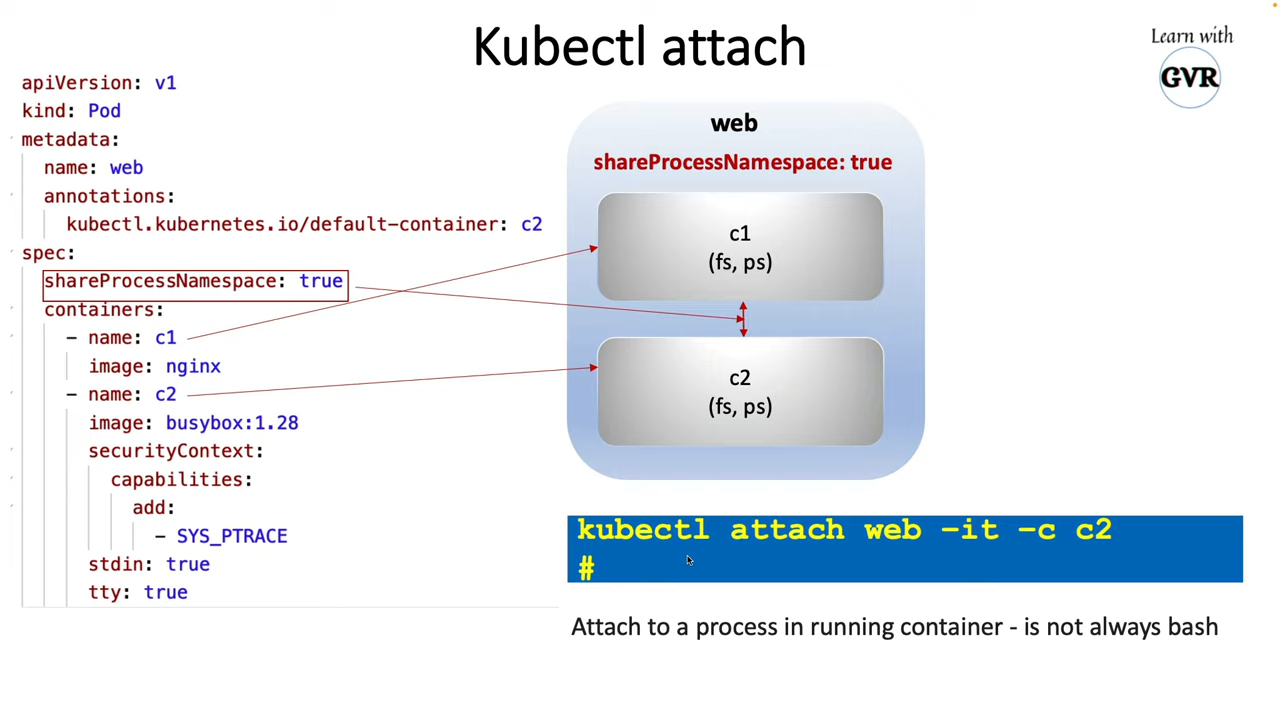 Kubectl attach
Learn with
GVR
apiVersion: v1
kind: Pod
metadata:
name: web
annotations:
kubectl.kubernetes.io/default-container: c2
spec:
shareProcessNamespace: true
containers:
- name: c1
image: nginx
- name: c2
image: busybox:1.28
securityContext:
capabilities:
add:
- SYS_PTRACE
stdin: true
tty: true
web
shareProcessNamespace: true
c1
(fs, ps)
c2
(fs, ps)
kubectl attach web –it –c c2
#
Attach to a process in running container - is not always bash